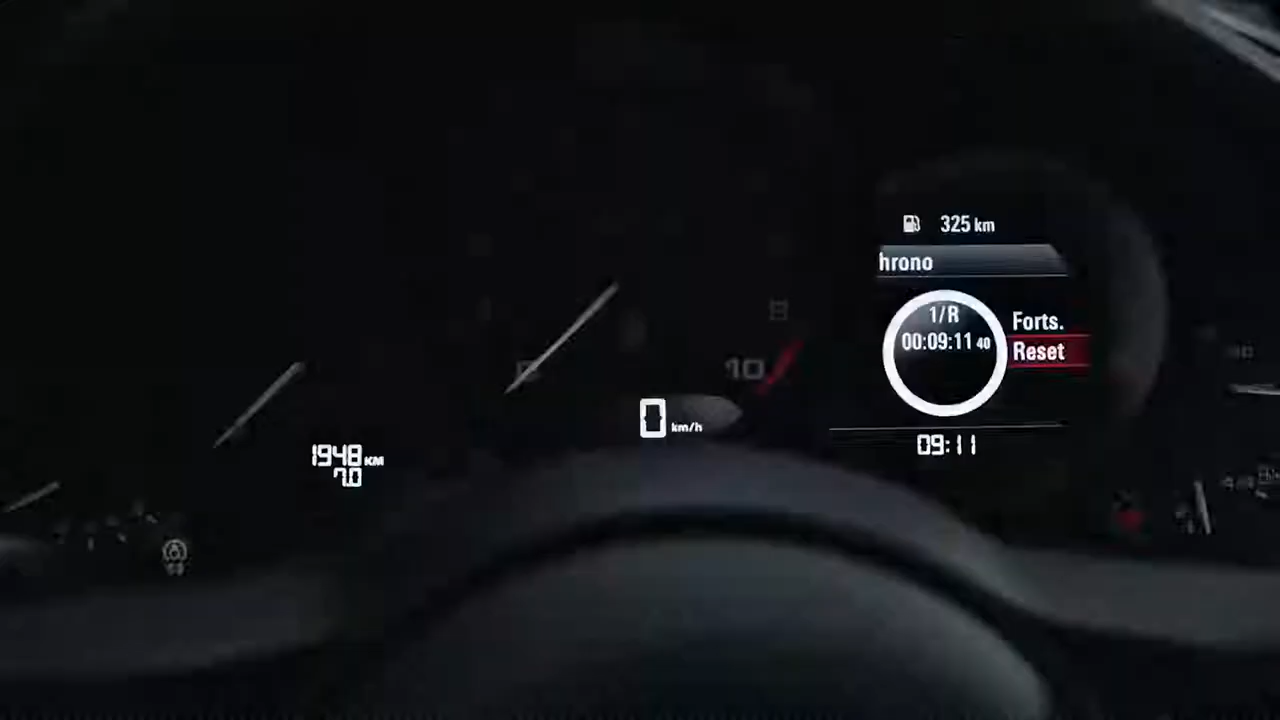 325 km
hrono
1/R
00:09:11 40
Forts.
Reset
8
10
0 km/h
09:11
1948 KM
7.0